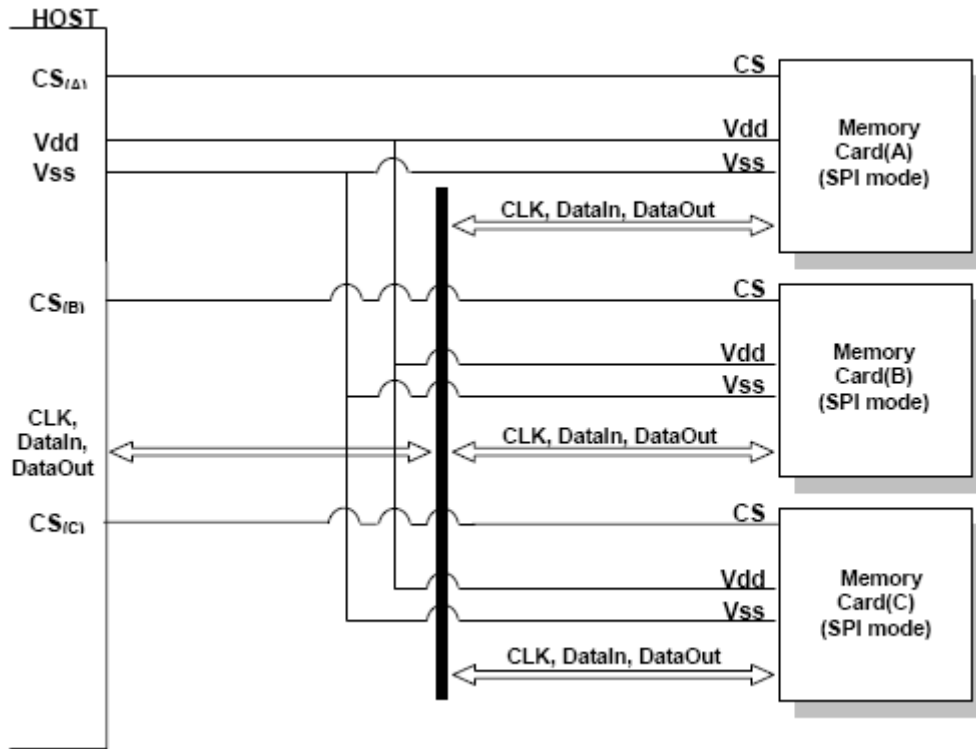 HOST
CS(A)
CS
Vdd
Vdd
Vss
Vss
Memory
Card(A)
(SPI mode)
CLK, DataIn, DataOut
CS(B)
CS
Vdd
Vss
Memory
Card(B)
(SPI mode)
CLK,
DataIn,
DataOut
CLK, DataIn, DataOut
CS(C)
CS
Vdd
Vss
Memory
Card(C)
(SPI mode)
CLK, DataIn, DataOut